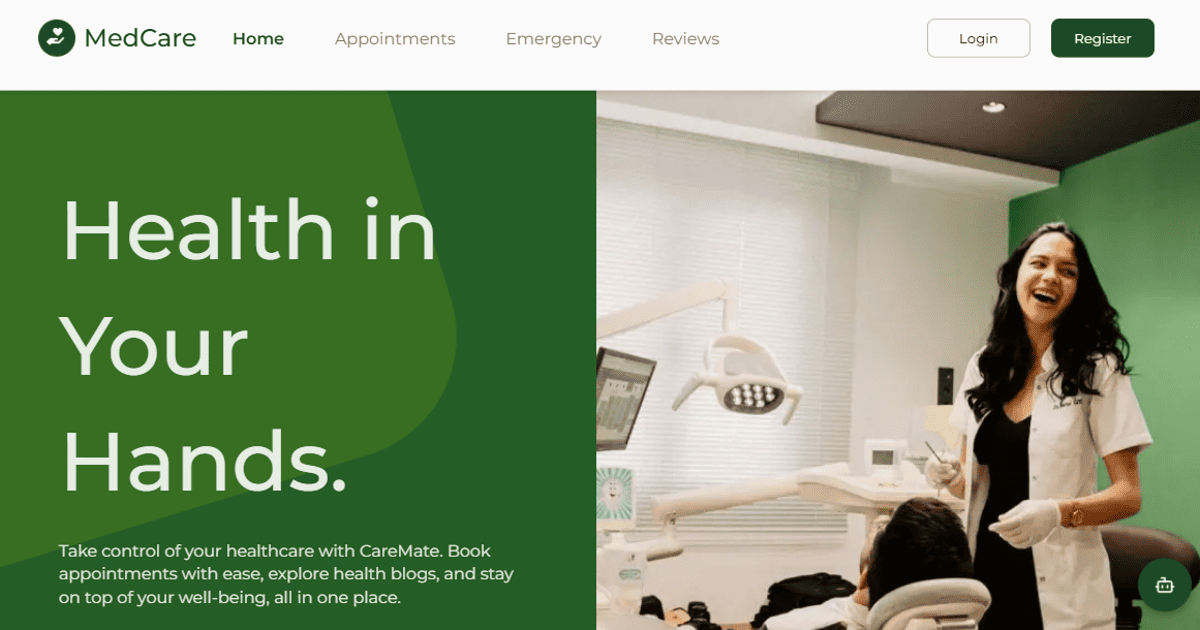 MedCare
Home
Appointments
Emergency
Reviews
Login
Register
Health in
Your
Hands.
Take control of your healthcare with CareMate. Book
appointments with ease, explore health blogs, and stay
on top of your well-being, all in one place.